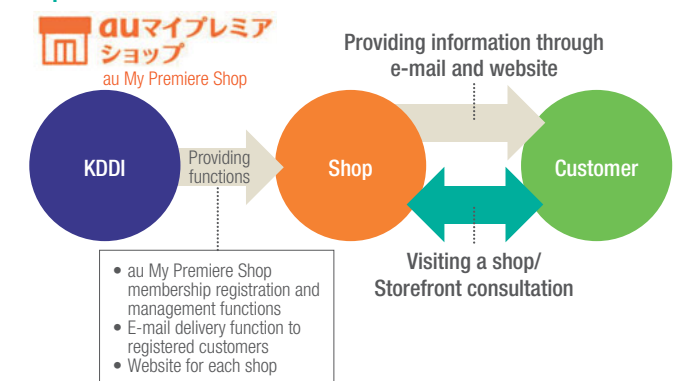 auマイプレミア
ショップ
au My Premiere Shop
Providing information through
e-mail and website
KDDI
Providing
functions
Shop
Customer
Visiting a shop/
Storefront consultation
• au My Premiere Shop
membership registration and
management functions
• E-mail delivery function to
registered customers
• Website for each shop